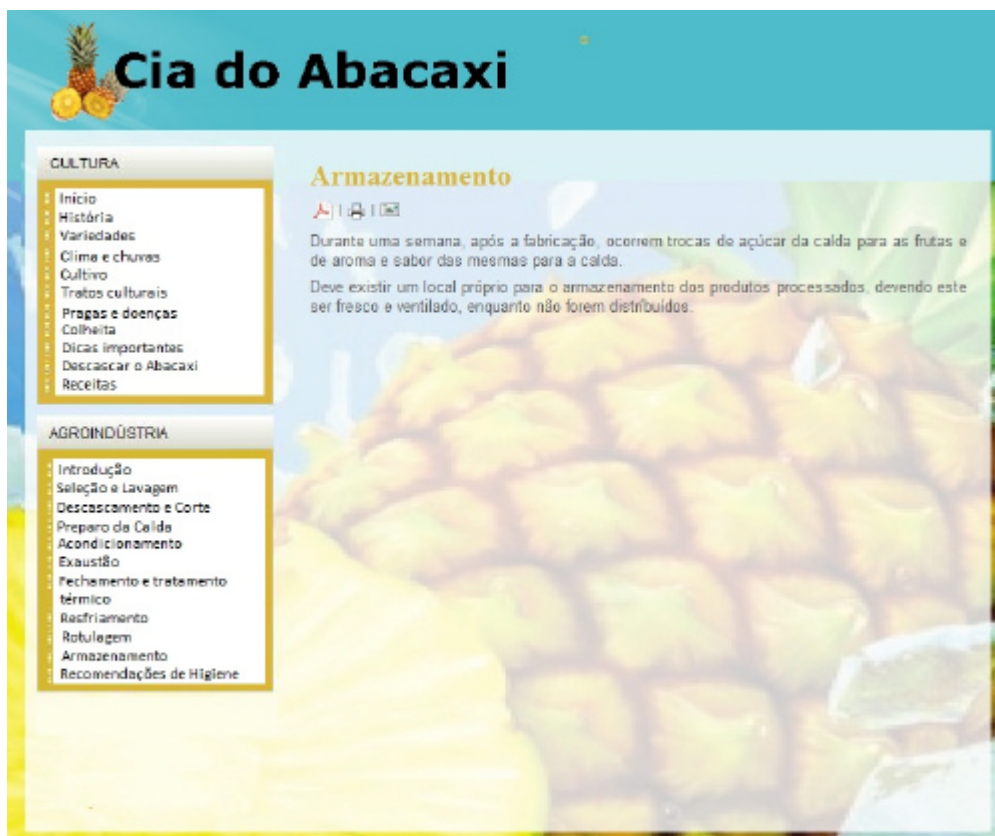 Cia do Abacaxi
CULTURA
Início
História
Variedades
Clima e chuvas
Cultivo
Tratos culturais
Pragas e doenças
Colheita
Dicas importantes
Descascar o Abacaxi
Receitas
AGROINDÚSTRIA
Introdução
Seleção e Lavagem
Descascamento e Corte
Preparo da Calda
Acondicionamento
Exaustão
Fechamento e tratamento
térmico
Resfriamento
Rotulagem
Armazenamento
Recomendações de Higiene
Armazenamento
Durante uma semana, após a fabricação, ocorrem trocas de açúcar da calda para as frutas e
de aroma e sabor das mesmas para a calda.
Deve existir um local próprio para o armazenamento dos produtos processados, devendo este
ser fresco e ventilado, enquanto não forem distribuídos.